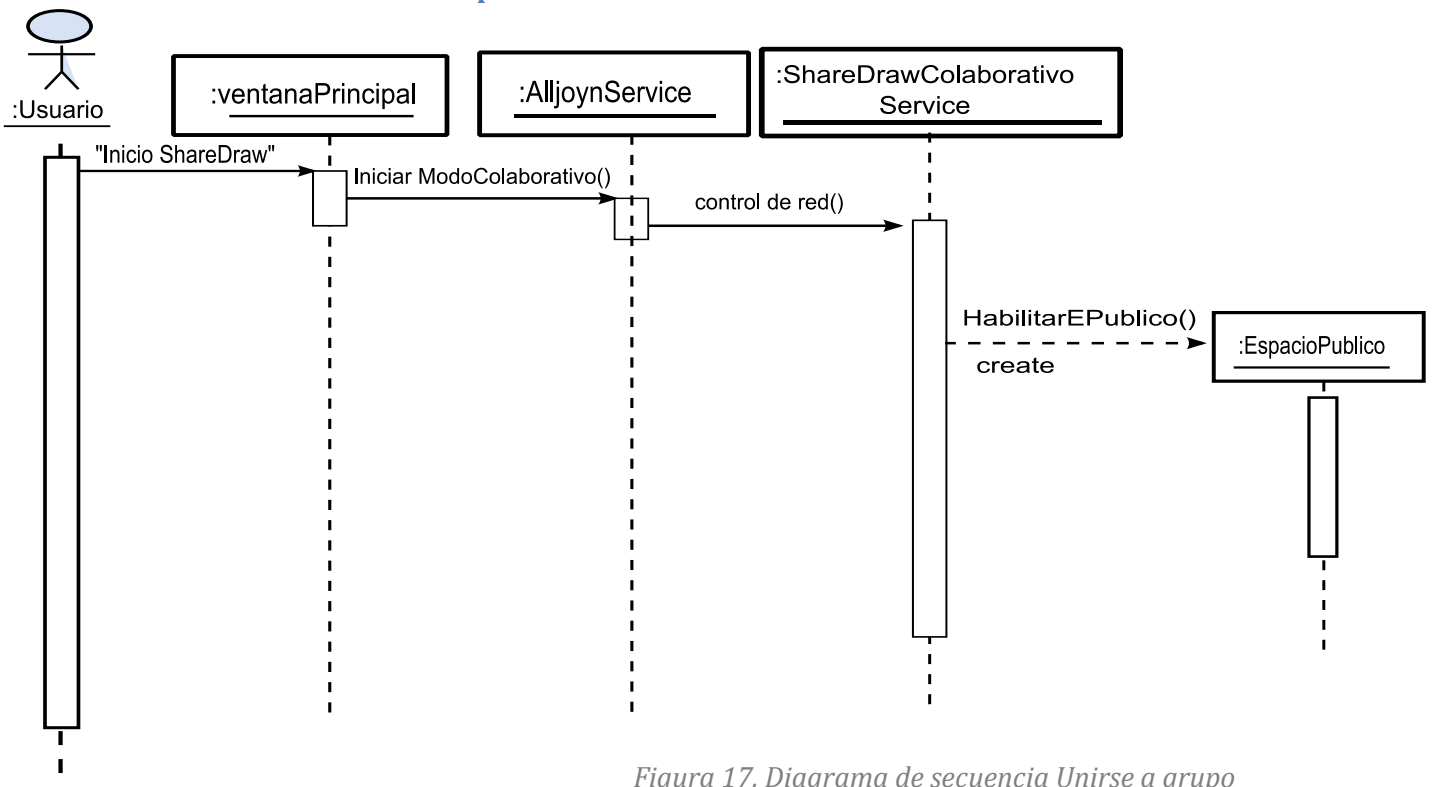 :Usuario
:ventanaPrincipal
:AlljoynService
:ShareDrawColaborativo
Service
"Inicio ShareDraw"
Iniciar ModoColaborativo()
control de red()
HabilitarEPublico()
create
:EspacioPublico
Figura 17. Diagrama de secuencia Unirse a grupo